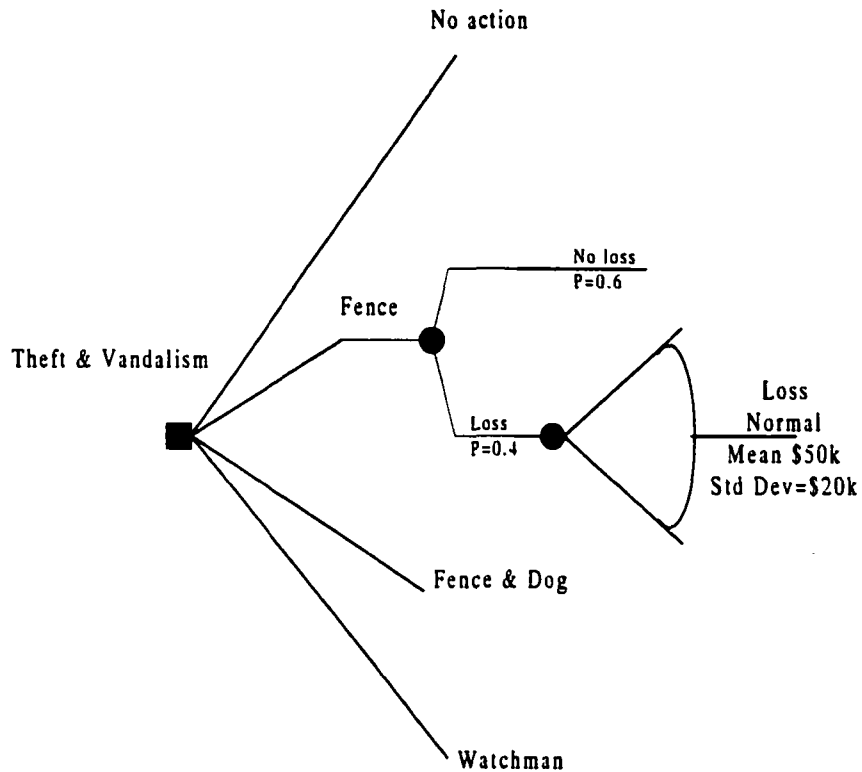 No action
No loss
P=0.6
Fence
Theft & Vandalism
Loss
P=0.4
Loss
Normal
Mean $50k
Std Dev=$20k
Fence & Dog
Watchman